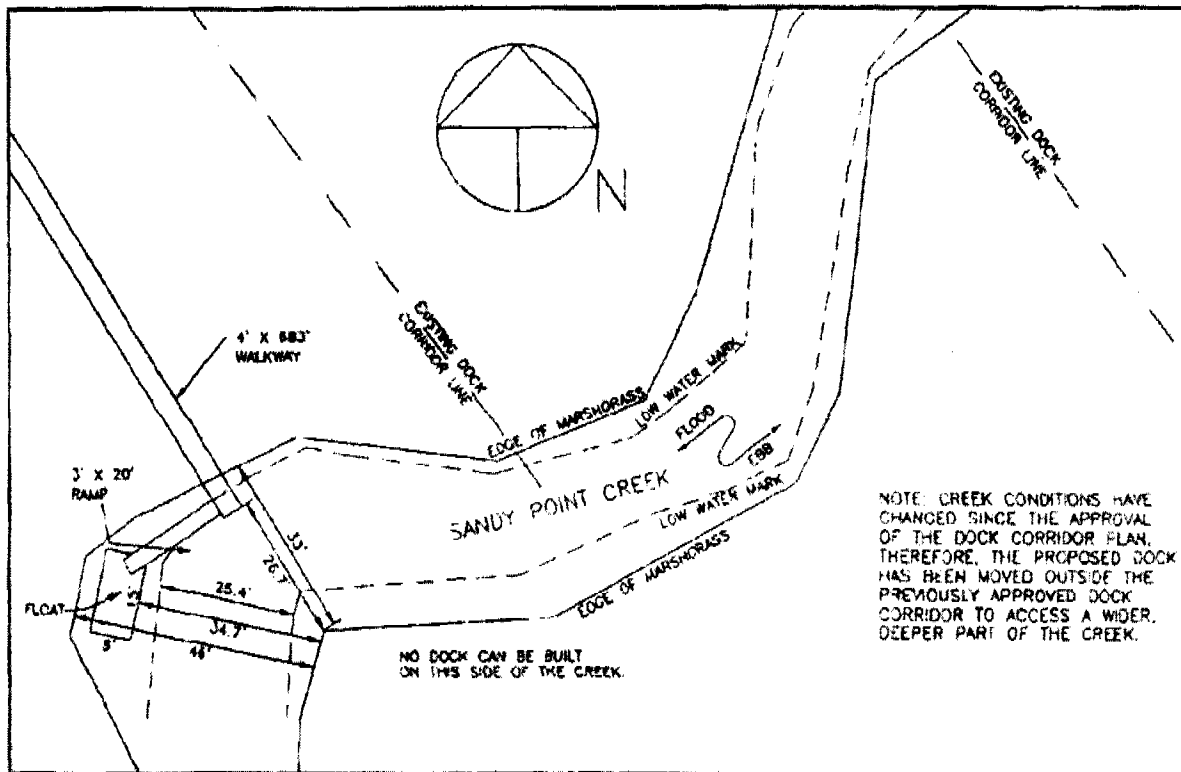 N
EXISTING DOCK
CORRIDOR LINE
EXISTING DOCK
CORRIDOR LINE
4' X 683'
WALKWAY
3' X 20'
RAMP
FLOAT
15'
25.4'
34.7'
46'
33'
26.7'
EDGE OF MARSHGRASS
LOW WATER MARK
FLOOD
EBB
SANDY POINT CREEK
LOW WATER MARK
EDGE OF MARSHGRASS
NO DOCK CAN BE BUILT
ON THIS SIDE OF THE CREEK.
NOTE: CREEK CONDITIONS HAVE
CHANGED SINCE THE APPROVAL
OF THE DOCK CORRIDOR PLAN.
THEREFORE, THE PROPOSED DOCK
HAS BEEN MOVED OUTSIDE THE
PREVIOUSLY APPROVED DOCK
CORRIDOR TO ACCESS A WIDER,
DEEPER PART OF THE CREEK.